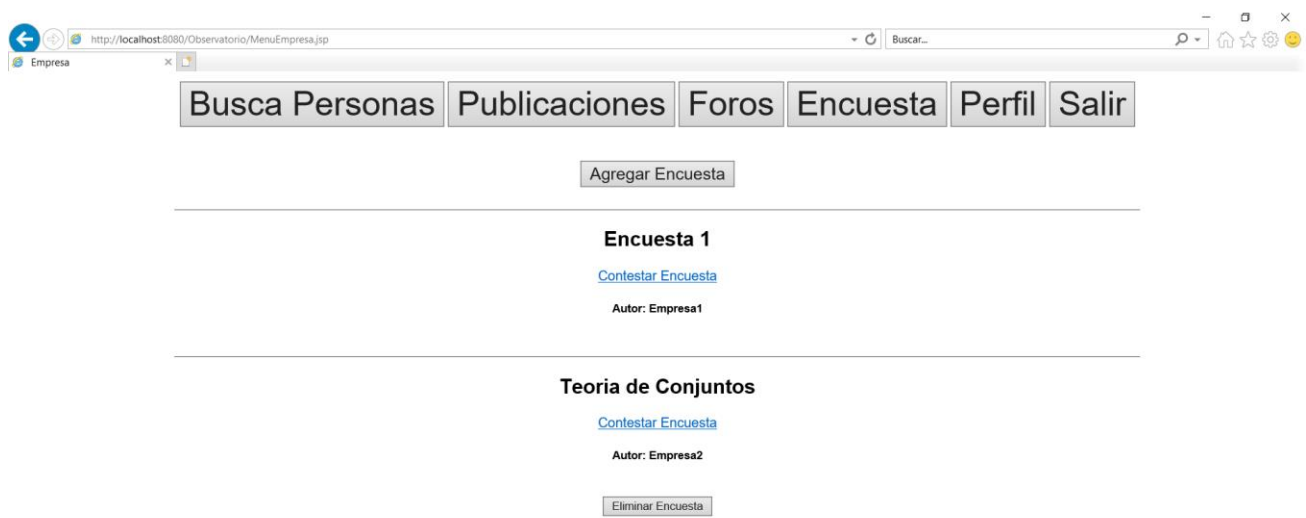 http://localhost:8080/Observatorio/MenuEmpresa.jsp Buscar...
Empresa
Busca Personas Publicaciones Foros Encuesta Perfil Salir
Agregar Encuesta
Encuesta 1
Contestar Encuesta
Autor: Empresa1
Teoria de Conjuntos
Contestar Encuesta
Autor: Empresa2
Eliminar Encuesta